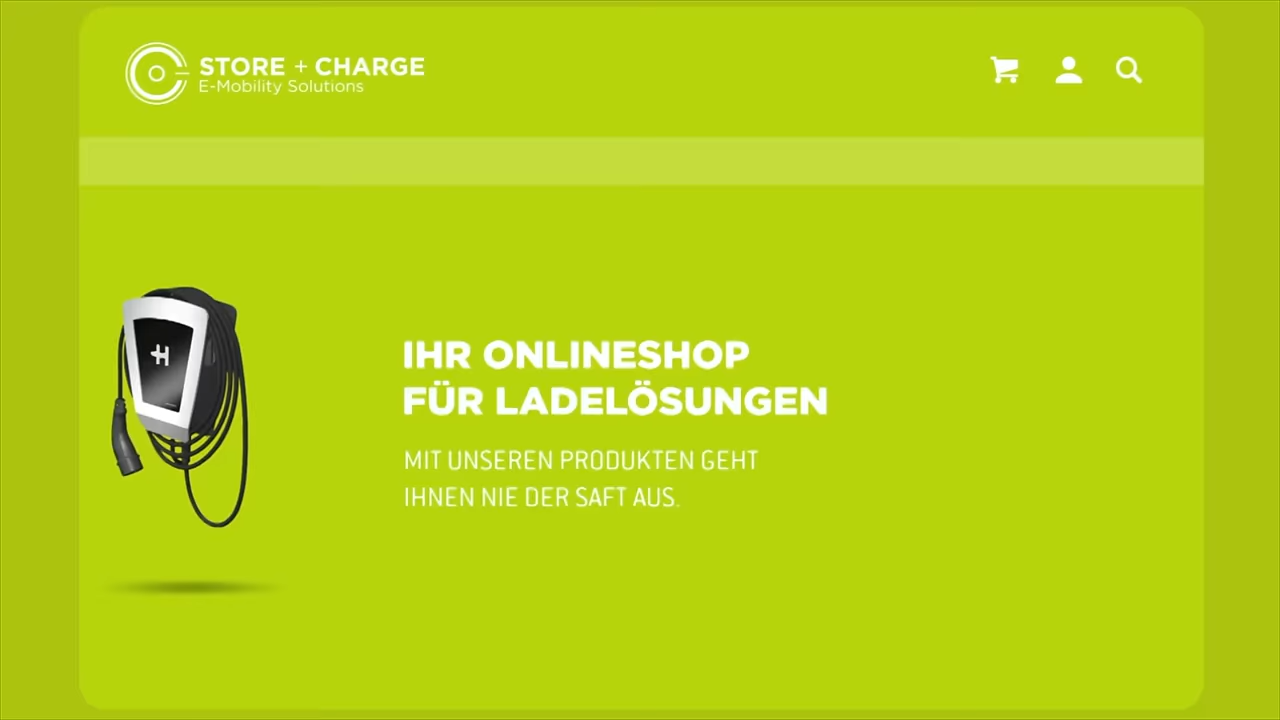 STORE + CHARGE
E-Mobility Solutions
IHR ONLINESHOP
FÜR LADELÖSUNGEN
MIT UNSEREN PRODUKTEN GEHT
IHNEN NIE DER SAFT AUS.